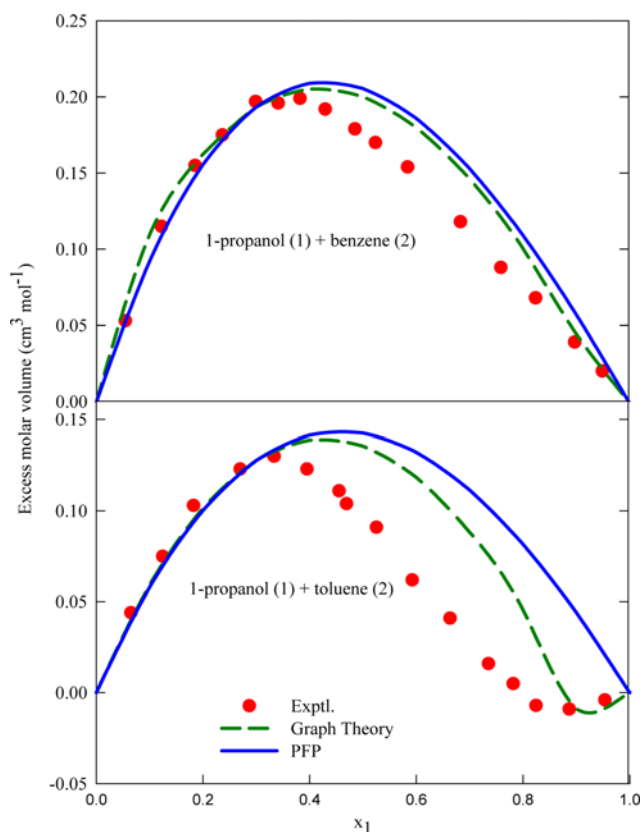 0.25
0.20
0.15
0.10
0.05
0.00
1-propanol (1) + benzene (2)
Excess molar volume (cm³ mol⁻¹)
0.15
0.10
0.05
0.00
-0.05
1-propanol (1) + toluene (2)
Exptl.
Graph Theory
PFP
0.0 0.2 0.4 0.6 0.8 1.0
x₁